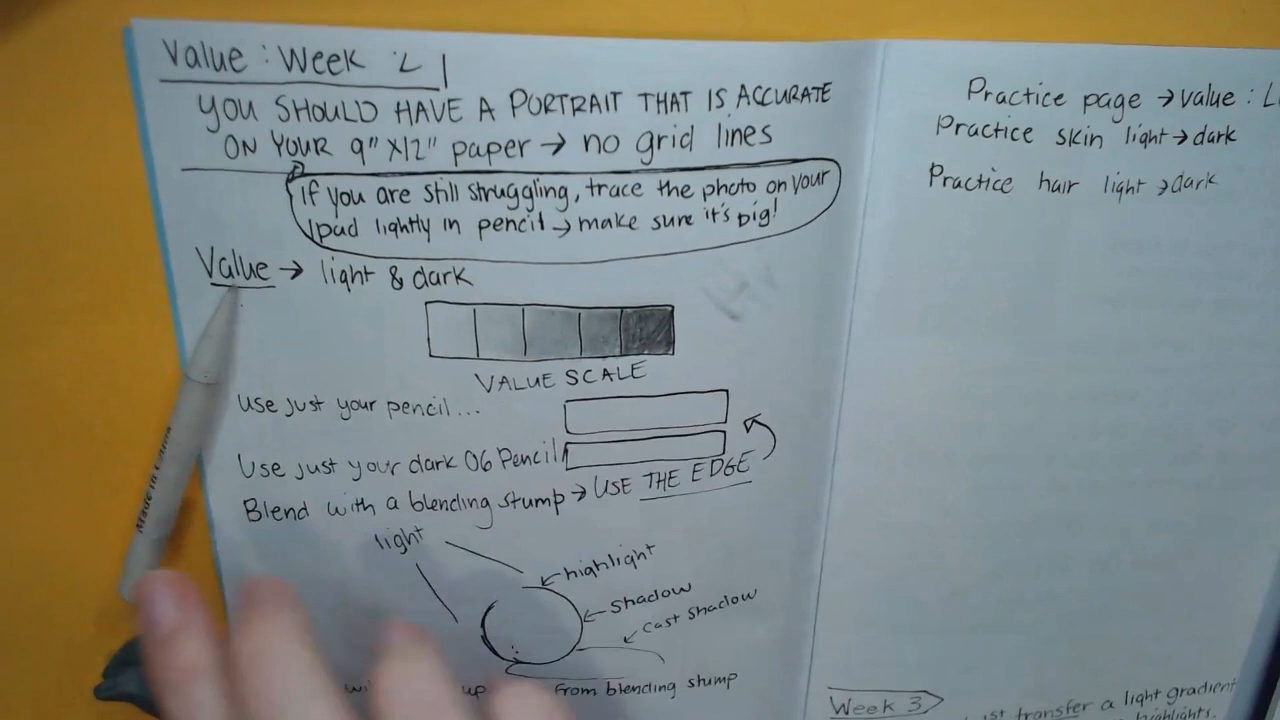 Value : Week 1
YOU SHOULD HAVE A PORTRAIT THAT IS ACCURATE
ON YOUR 9" X12" paper → no grid lines
If you are still struggling, trace the photo on your
Ipad lightly in pencil → make sure it's big!
Value → light & dark
VALUE SCALE
Use just your pencil...
Use just your dark 06 Pencil
Blend with a blending stump → USE THE EDGE
light
highlight
Shadow
Cast Shadow
up from blending stump
Practice page → value :
Practice skin light → dark
Practice hair light → dark
Week 3
transfer a light gradient
highlights.